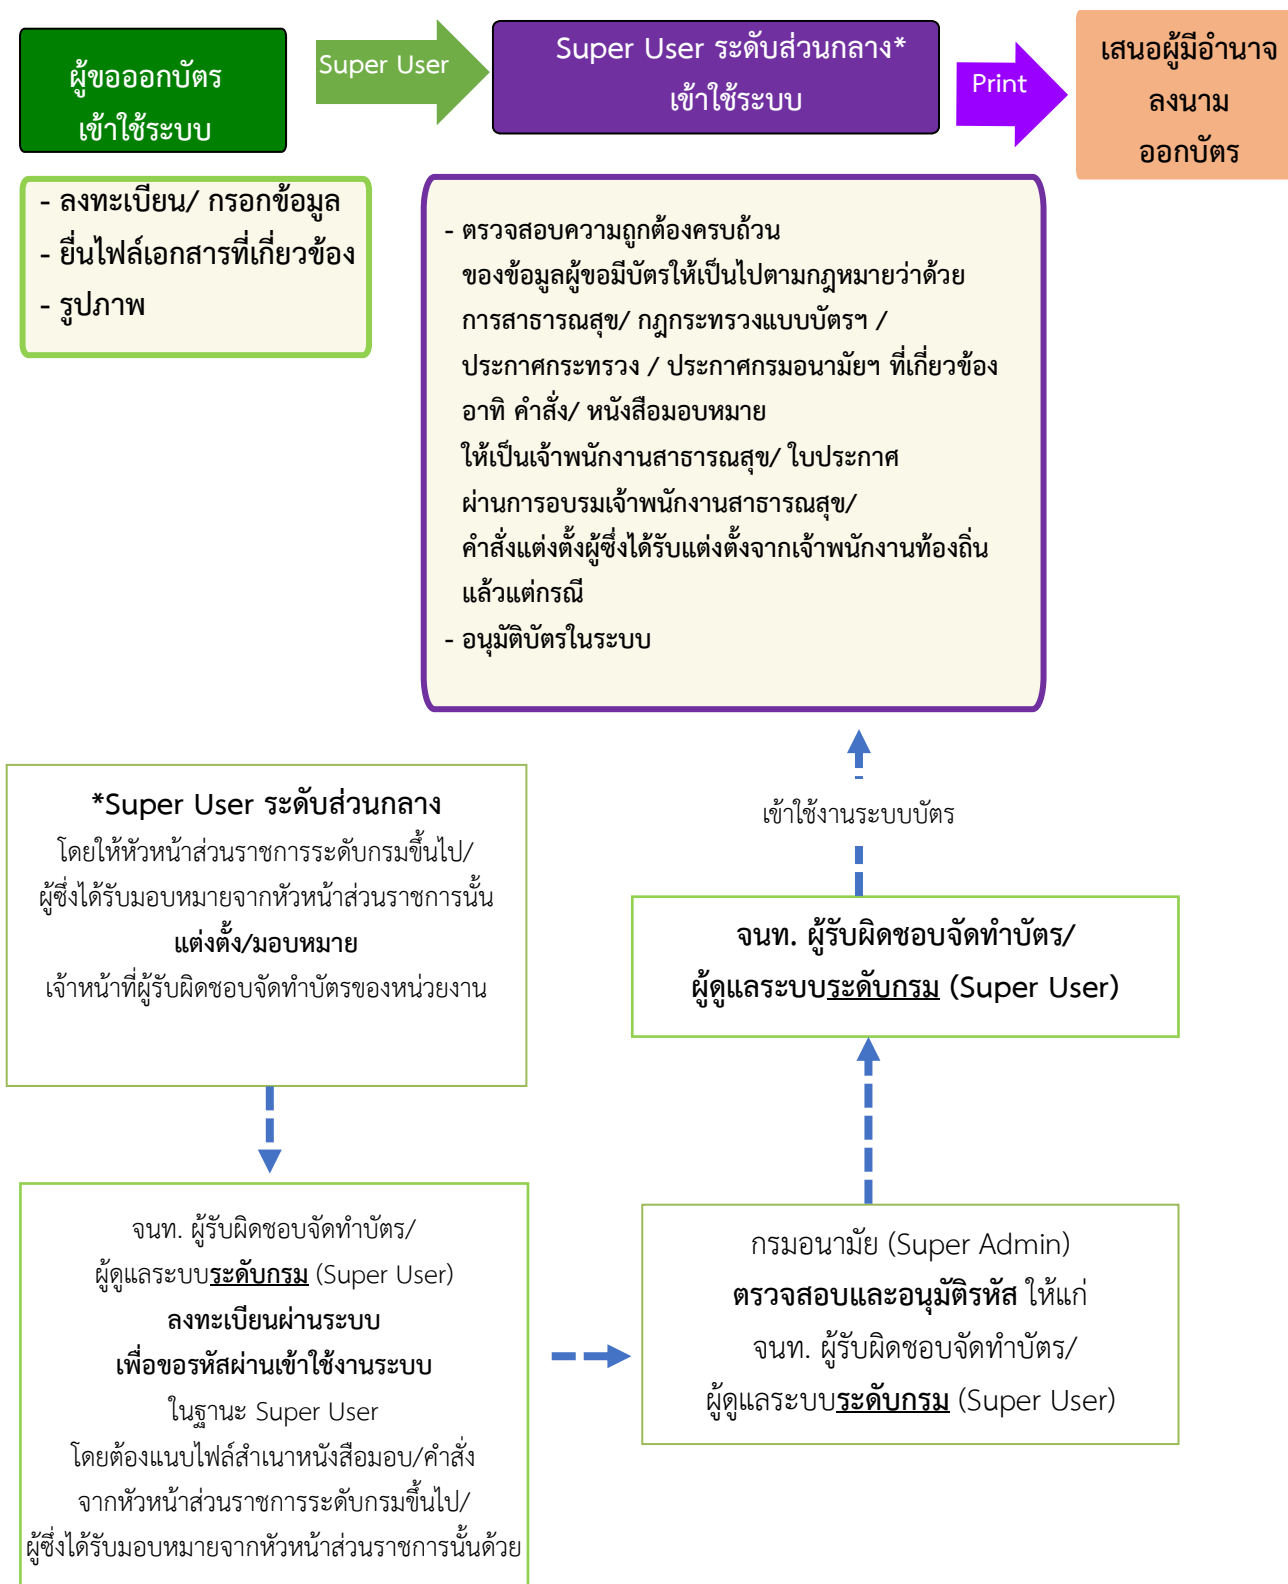 ผู้ขอออกบัตร
เข้าใช้ระบบ
Super User
Super User ระดับส่วนกลาง*
เข้าใช้ระบบ
Print
เสนอผู้มีอำนาจ
ลงนาม
ออกบัตร
- ลงทะเบียน/ กรอกข้อมูล
- ยื่นไฟล์เอกสารที่เกี่ยวข้อง
- รูปภาพ
- ตรวจสอบความถูกต้องครบถ้วน
ของข้อมูลผู้ขอมีบัตรให้เป็นไปตามกฎหมายว่าด้วย
การสาธารณสุข/ กฎกระทรวงแบบบัตรฯ /
ประกาศกระทรวง / ประกาศกรมอนามัยฯ ที่เกี่ยวข้อง
อาทิ คำสั่ง/ หนังสือมอบหมาย
ให้เป็นเจ้าพนักงานสาธารณสุข/ ใบประกาศ
ผ่านการอบรมเจ้าพนักงานสาธารณสุข/
คำสั่งแต่งตั้งผู้ซึ่งได้รับแต่งตั้งจากเจ้าพนักงานท้องถิ่น
แล้วแต่กรณี
- อนุมัติบัตรในระบบ
*Super User ระดับส่วนกลาง
โดยให้หัวหน้าส่วนราชการระดับกรมขึ้นไป/
ผู้ซึ่งได้รับมอบหมายจากหัวหน้าส่วนราชการนั้น
แต่งตั้ง/มอบหมาย
เจ้าหน้าที่ผู้รับผิดชอบจัดทำบัตรของหน่วยงาน
เข้าใช้งานระบบบัตร
จนท. ผู้รับผิดชอบจัดทำบัตร/
ผู้ดูแลระบบระดับกรม (Super User)
จนท. ผู้รับผิดชอบจัดทำบัตร/
ผู้ดูแลระบบระดับกรม (Super User)
ลงทะเบียนผ่านระบบ
เพื่อขอรหัสผ่านเข้าใช้งานระบบ
ในฐานะ Super User
โดยต้องแนบไฟล์สำเนาหนังสือมอบ/คำสั่ง
จากหัวหน้าส่วนราชการระดับกรมขึ้นไป/
ผู้ซึ่งได้รับมอบหมายจากหัวหน้าส่วนราชการนั้นด้วย
กรมอนามัย (Super Admin)
ตรวจสอบและอนุมัติรหัส ให้แก่
จนท. ผู้รับผิดชอบจัดทำบัตร/
ผู้ดูแลระบบระดับกรม (Super User)